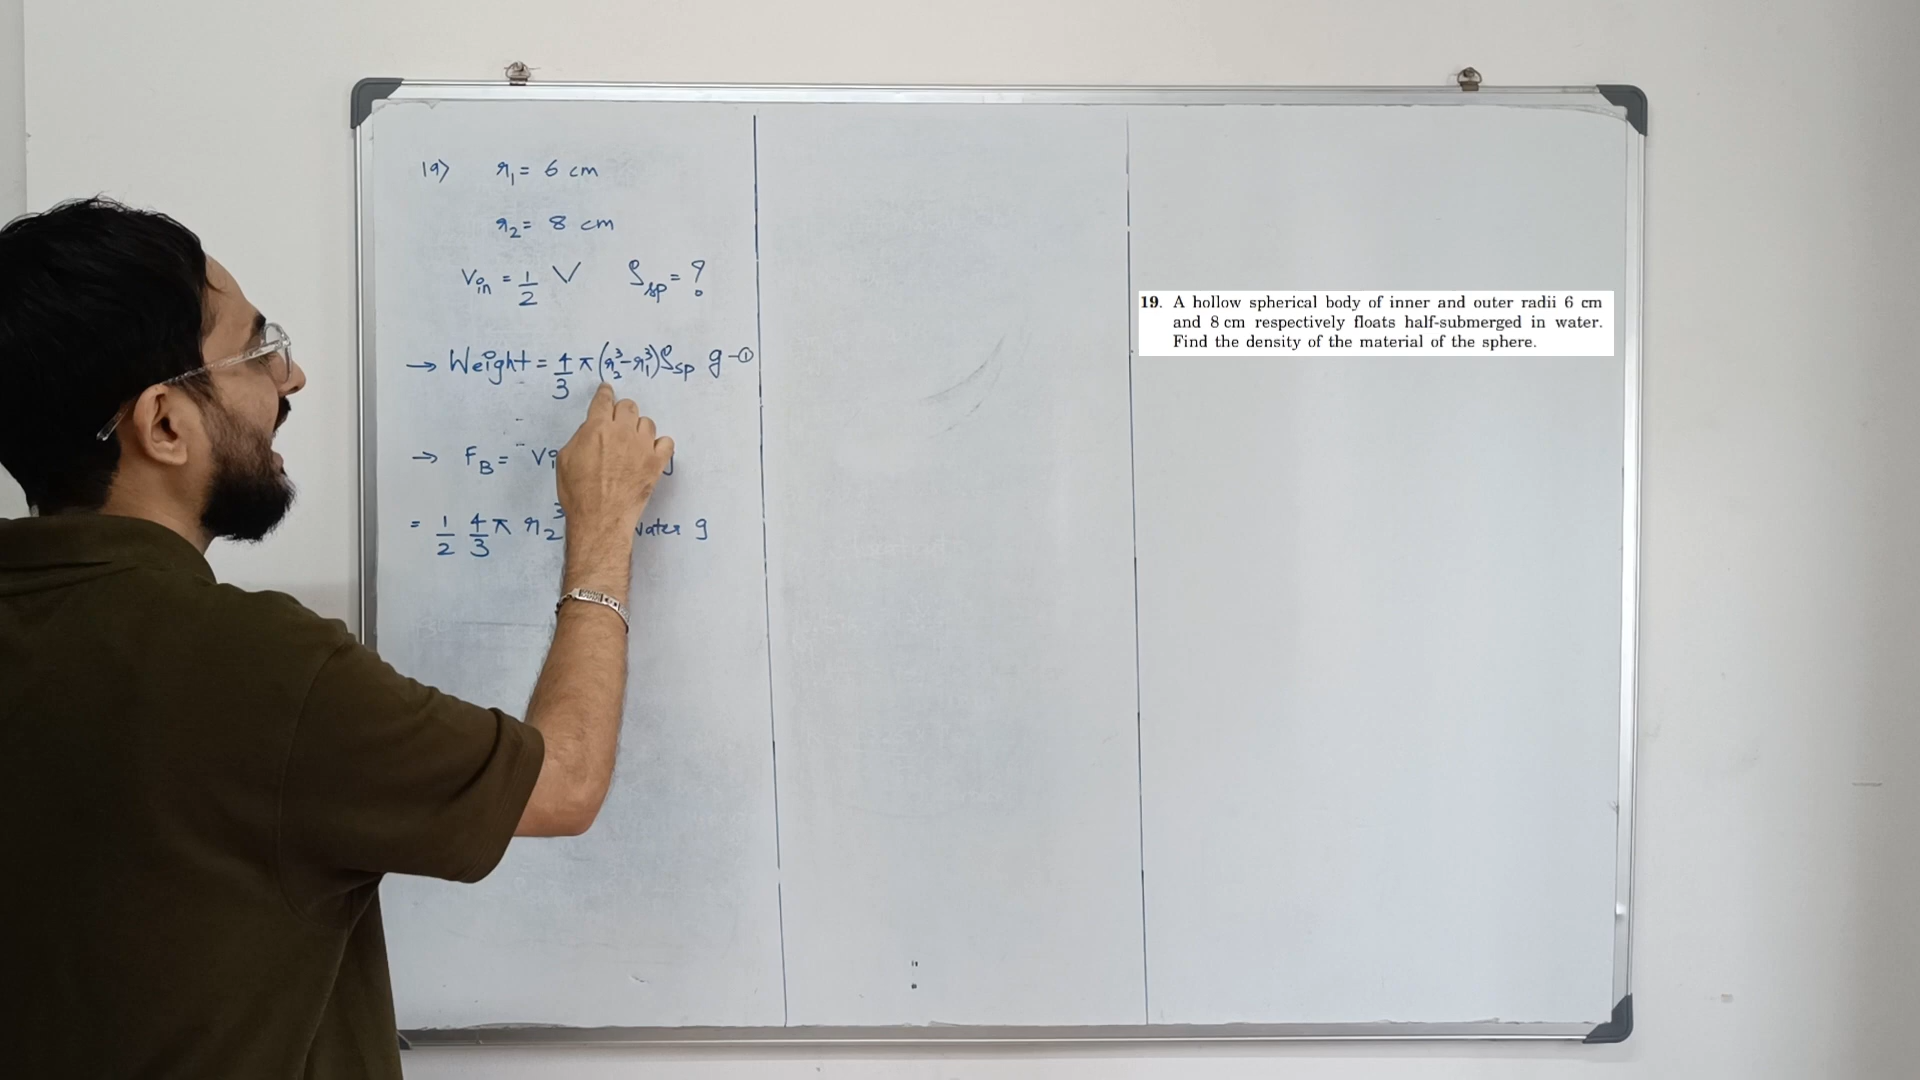 19) r₁ = 6 cm
r₂ = 8 cm
Vin = 1/2 V ρsp = ?
→ Weight = 4/3 π (r₂³ - r₁³) ρsp g -①
→ FB = V g
= 1/2 4/3 π r₂³ water g
19. A hollow spherical body of inner and outer radii 6 cm
and 8 cm respectively floats half-submerged in water.
Find the density of the material of the sphere.